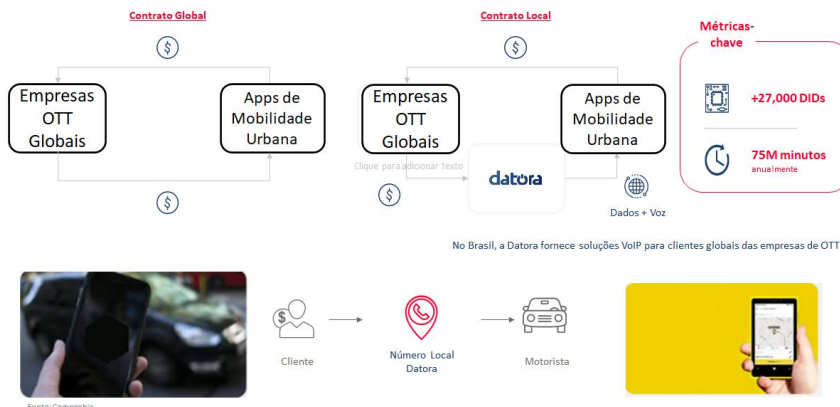 Contrato Global
Contrato Local
Métricas-
chave
$
$
Empresas
OTT
Globais
Apps de
Mobilidade
Urbana
Empresas
OTT
Globais
Apps de
Mobilidade
Urbana
+27,000 DIDs
Clique para adicionar texto
datora
75M minutos
anualmente
$
$
Dados + Voz
No Brasil, a Datora fornece soluções VoIP para clientes globais das empresas de OTT
$
Cliente
Número Local
Datora
Motorista
Fonte: Companhia